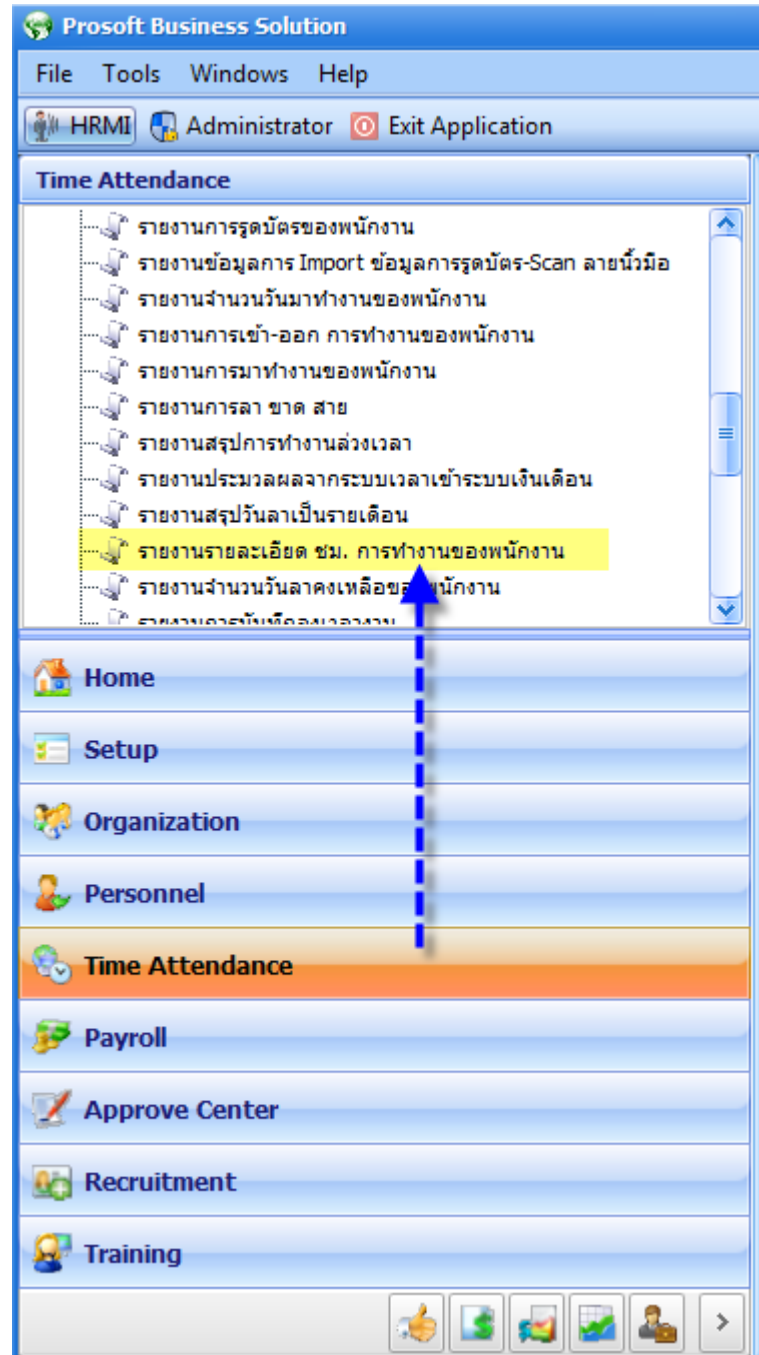 Prosoft Business Solution
File Tools Windows Help
HRMI Administrator Exit Application
Time Attendance
รายงานการรูดบัตรของพนักงาน
รายงานข้อมูลการ Import ข้อมูลการรูดบัตร-Scan ลายนิ้วมือ
รายงานจำนวนวันมาทำงานของพนักงาน
รายงานการเข้า-ออก การทำงานของพนักงาน
รายงานการมาทำงานของพนักงาน
รายงานการลา ขาด สาย
รายงานสรุปการทำงานล่วงเวลา
รายงานประมวลผลจากระบบเวลาเข้าระบบเงินเดือน
รายงานสรุปวันลาเป็นรายเดือน
รายงานรายละเอียด ชม. การทำงานของพนักงาน
รายงานจำนวนวันลาคงเหลือของพนักงาน
Home
Setup
Organization
Personnel
Time Attendance
Payroll
Approve Center
Recruitment
Training